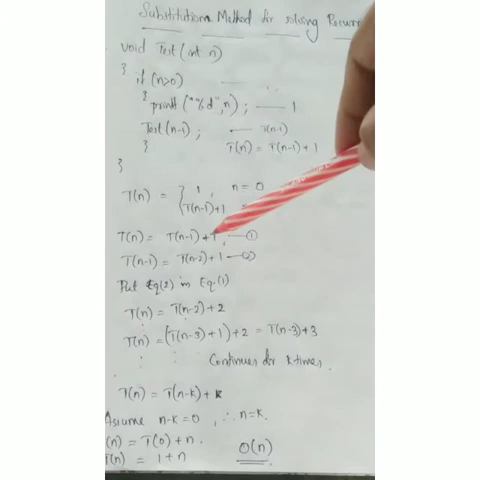 Substitution Method for solving Recurr
void Test (int n)
{ if (n>0)
{ printf ("%d", n); —— 1
Test (n-1); ← T(n-1)
} T(n) = T(n-1) + 1
}
T(n) = { 1, n = 0
T(n-1)+1
T(n) = T(n-1) + 1, —①
T(n-1) = T(n-2) + 1 —②
Put Eq(2) in Eq(1)
T(n) = T(n-2) + 2
T(n) = (T(n-3) + 1) + 2 = T(n-3) + 3
Continues for k times.
T(n) = T(n-k) + k
Assume n-k = 0, ∴ n=k.
(n) = T(0) + n.
T(n) = 1 + n O(n)